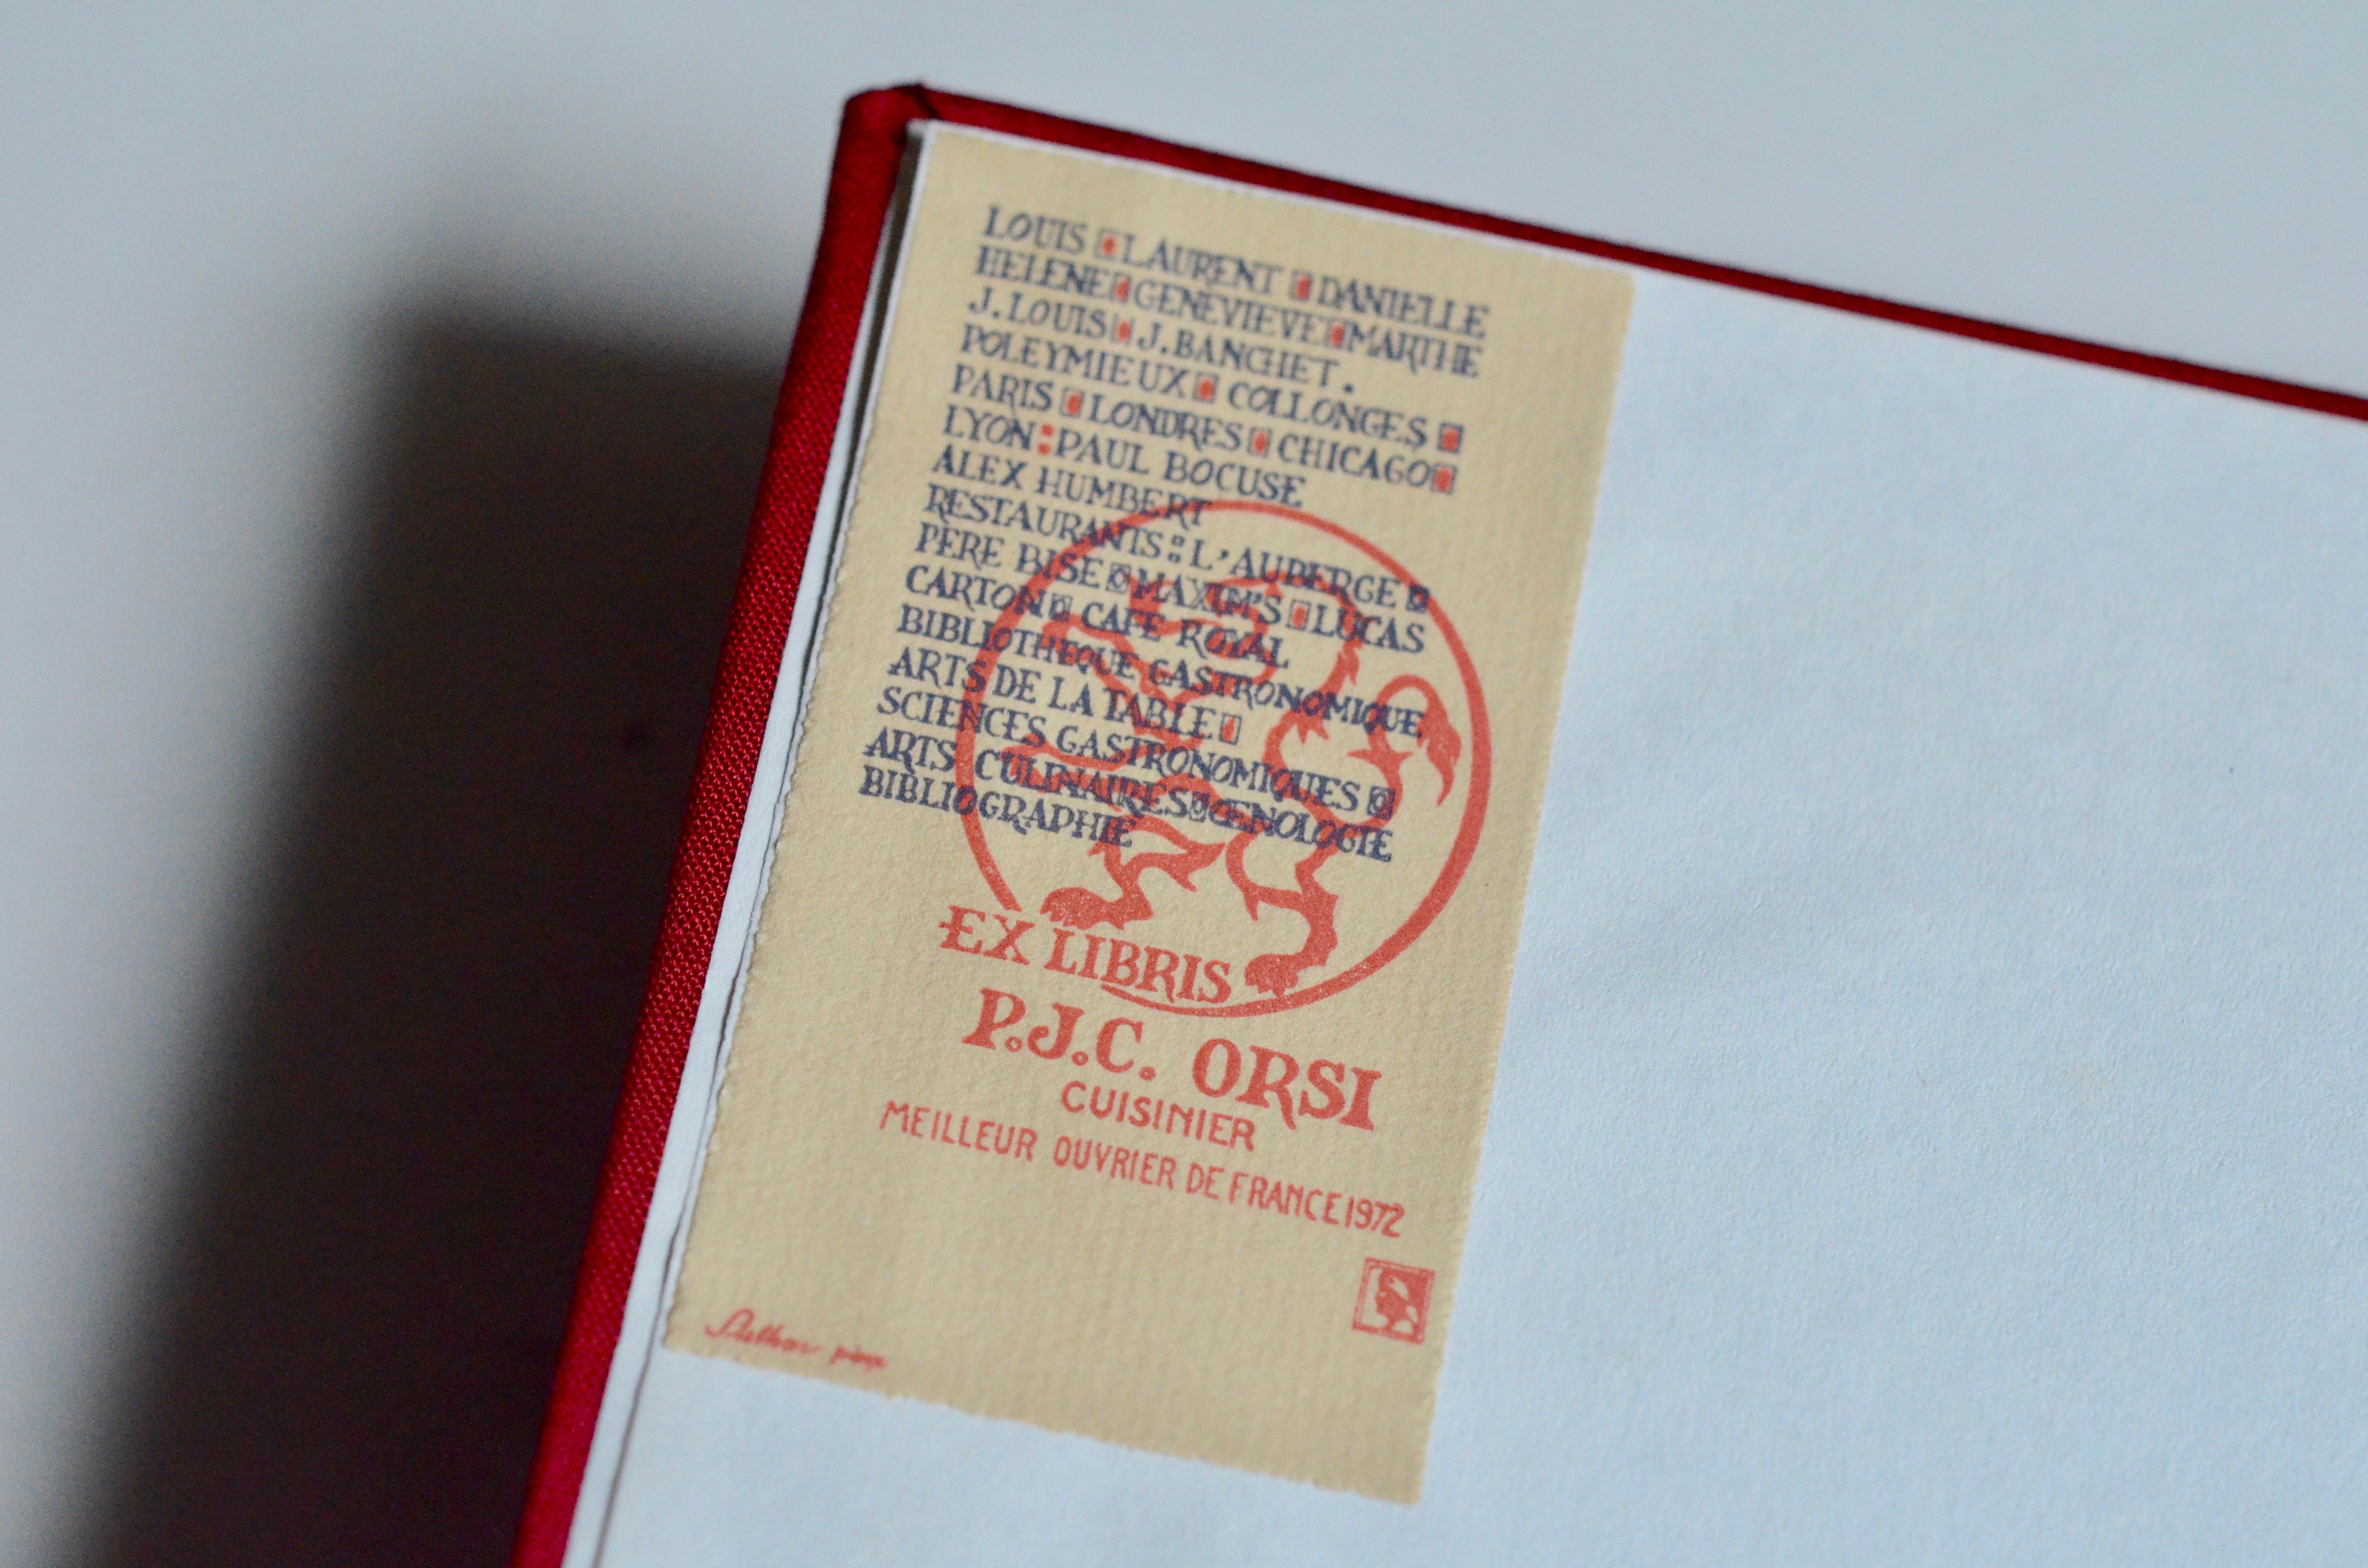 LOUIS LAURENT DANIELLE
HELENE GENEVIEVE MARTHE
J.LOUIS J.BANCHET.
POLEYMIEUX COLLONGES
PARIS LONDRES CHICAGO
LYON : PAUL BOCUSE
ALEX HUMBERT
RESTAURANTS : L'AUBERGE
PERE BISE MAXIM'S LUCAS
CARTON CAFE ROYAL
BIBLIOTHEQUE GASTRONOMIQUE
ARTS DE LA TABLE
SCIENCES GASTRONOMIQUES
ARTS CULINAIRES ŒNOLOGIE
BIBLIOGRAPHIE
EX LIBRIS
P.J.C. ORSI
CUISINIER
MEILLEUR OUVRIER DE FRANCE 1972